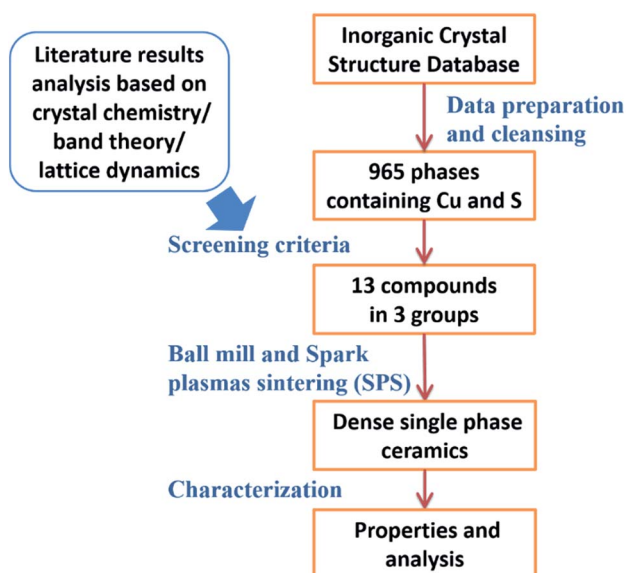 Literature results
analysis based on
crystal chemistry/
band theory/
lattice dynamics
Inorganic Crystal
Structure Database
Data preparation
and cleansing
965 phases
containing Cu and S
Screening criteria
13 compounds
in 3 groups
Ball mill and Spark
plasmas sintering (SPS)
Dense single phase
ceramics
Characterization
Properties and
analysis